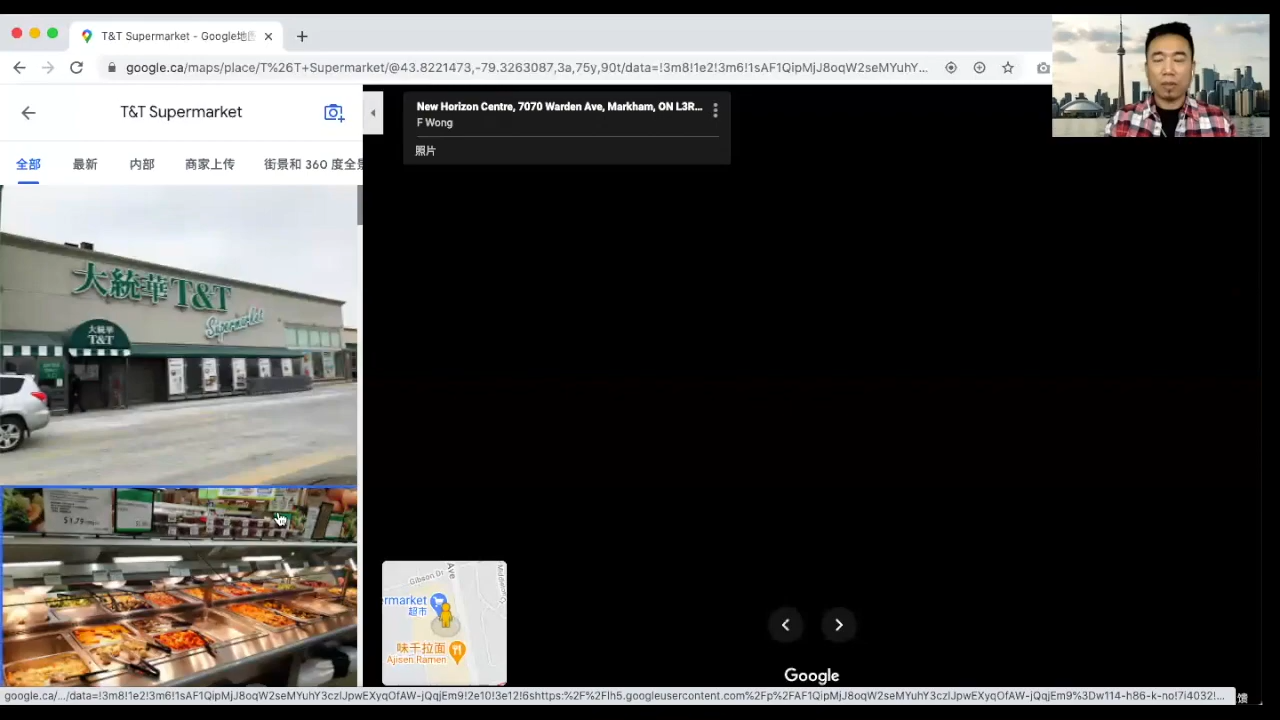 T&T Supermarket - Google地图
google.ca/maps/place/T%26T+Supermarket/@43.8221473,-79.3263087,3a,75y,90t/data=!3m8!1e2!3m6!1sAF1QipMjJ8oqW2seMYuhY...
T&T Supermarket
全部
最新
内部
商家上传
街景和 360 度全景
New Horizon Centre, 7070 Warden Ave, Markham, ON L3R...
F Wong
照片
大統華 T&T
Supermarket
大統華
T&T
$1.79
Gibson Dr
Ave
ermarket
超市
味千拉面
Ajisen Ramen
Google
google.ca/.../data=!3m8!1e2!3m6!1sAF1QipMjJ8oqW2seMYuhY3czIJpwEXyqOfAW-jQqjEm9!2e10!3e12!6shttps:%2F%2Flh5.googleusercontent.com%2Fp%2FAF1QipMjJ8oqW2seMYuhY3czIJpwEXyqOfAW-jQqjEm9%3Dw114-h86-k-no!7i4032!...
馈